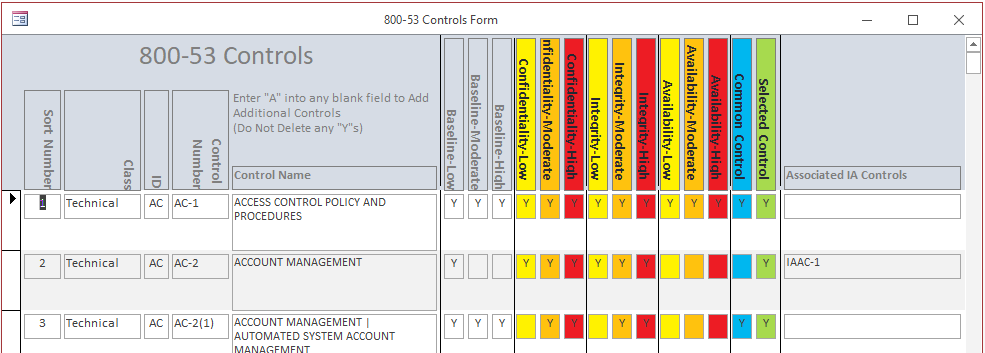 800-53 Controls Form
800-53 Controls
Enter "A" into any blank field to Add
Additional Controls
(Do Not Delete any "Y"s)
Sort Number
Class
ID
Control
Number
Control Name
Baseline-Low
Baseline-Moderate
Baseline-High
Confidentiality-Low
nfidentiality-Moderate
Confidentiality-High
Integrity-Low
Integrity-Moderate
Integrity-High
Availability-Low
Availability-Moderate
Availability-High
Common Control
Selected Control
Associated IA Controls
1 Technical AC AC-1 ACCESS CONTROL POLICY AND Y Y Y Y Y Y Y Y Y Y Y Y Y Y
PROCEDURES
2 Technical AC AC-2 ACCOUNT MANAGEMENT Y Y Y Y Y Y Y Y IAAC-1
3 Technical AC AC-2(1) ACCOUNT MANAGEMENT | Y Y Y Y Y Y Y Y Y Y Y
AUTOMATED SYSTEM ACCOUNT
MANAGEMENT